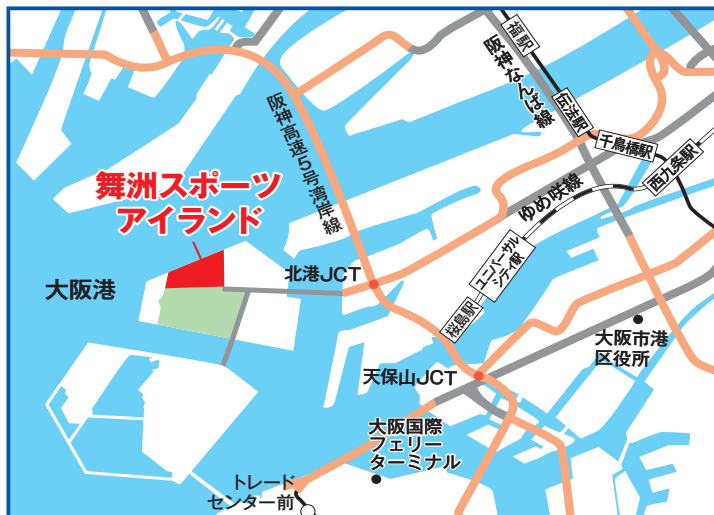 福駅
阪神なんば線
伝法駅
千鳥橋駅
西九条駅
阪神高速5号湾岸線
舞洲スポーツ
アイランド
ゆめ咲線
北港JCT
ユニバーサル
シティ駅
大阪港
桜島駅
大阪市港
区役所
天保山JCT
大阪国際
フェリー
ターミナル
トレード
センター前